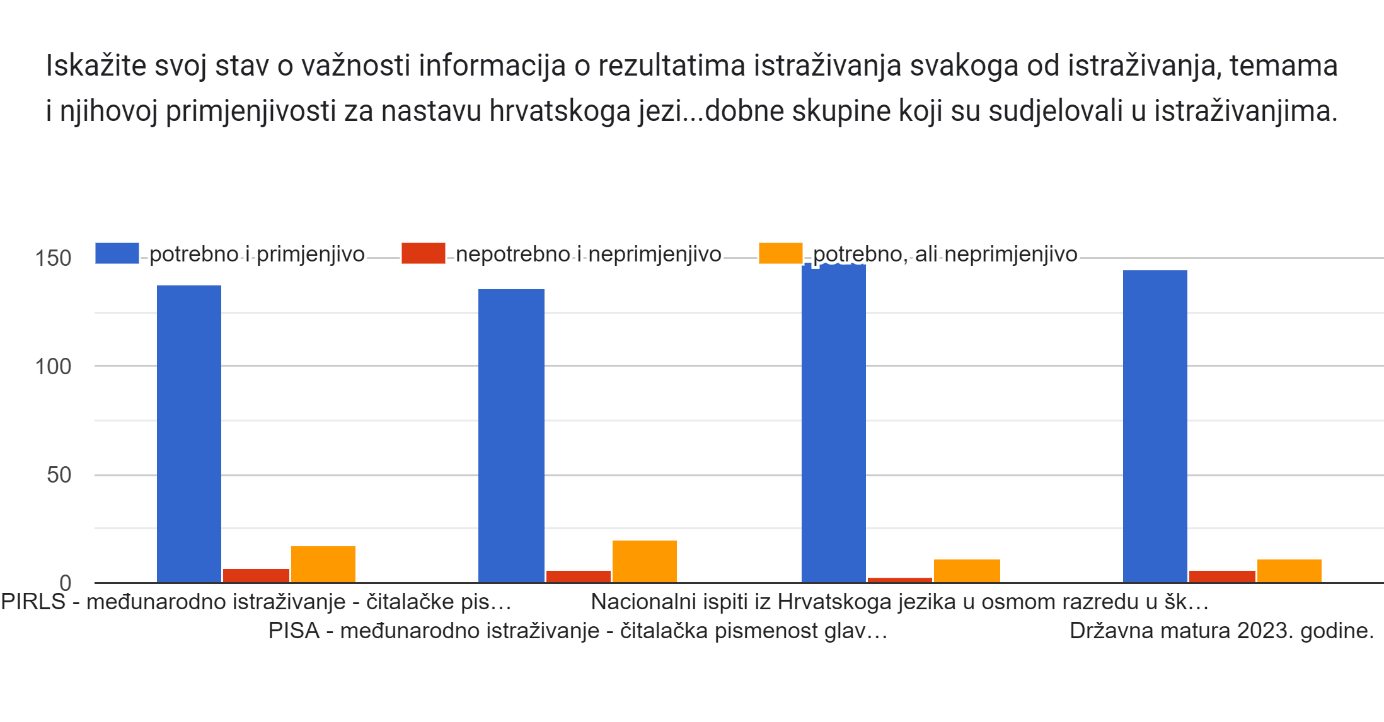 Iskažite svoj stav o važnosti informacija o rezultatima istraživanja svakoga od istraživanja, temama
i njihovoj primjenjivosti za nastavu hrvatskoga jezi...dobne skupine koji su sudjelovali u istraživanjima.
potrebno i primjenjivo
nepotrebno i neprimjenjivo
potrebno, ali neprimjenjivo
150
100
50
0
PIRLS - međunarodno istraživanje - čitalačke pis…
PISA - međunarodno istraživanje - čitalačka pismenost glav…
Nacionalni ispiti iz Hrvatskoga jezika u osmom razredu u šk…
Državna matura 2023. godine.